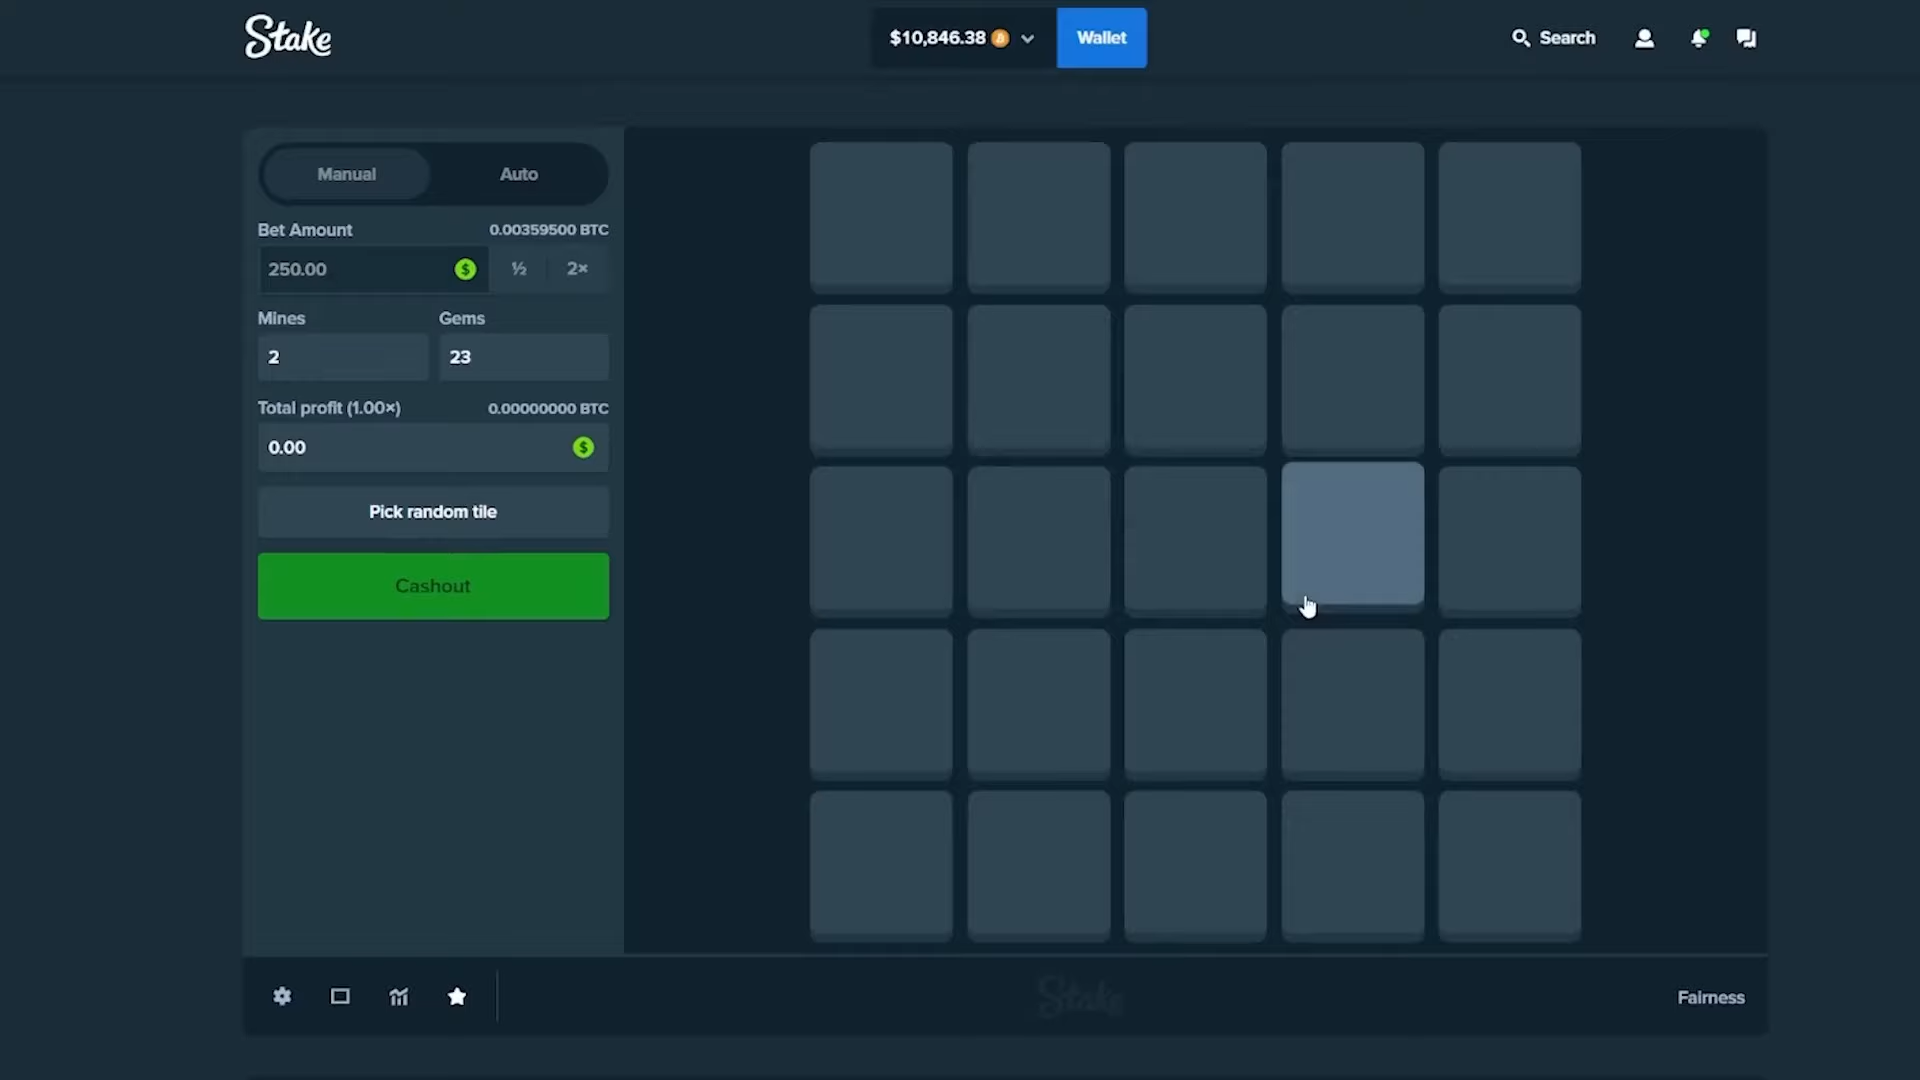 Stake
$10,846.38
Wallet
Search
Manual
Auto
Bet Amount
0.00359500 BTC
250.00
$
½
2×
Mines
Gems
2
23
Total profit (1.00×)
0.00000000 BTC
0.00
$
Pick random tile
Cashout
Stake
Fairness